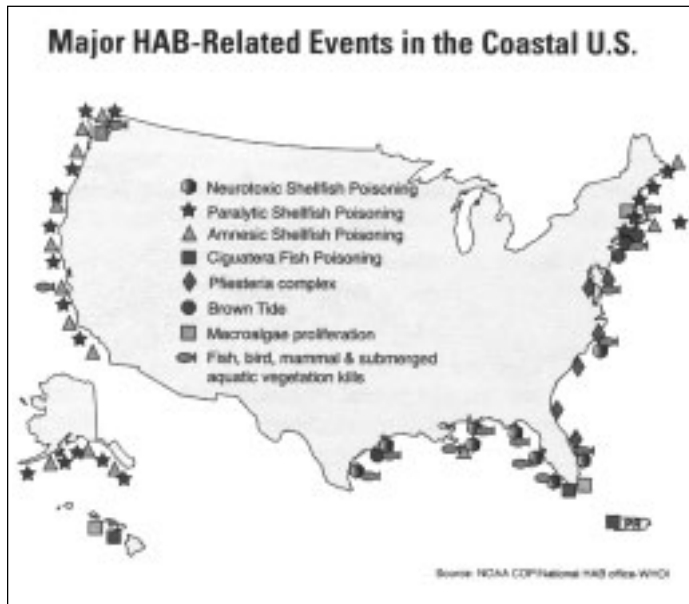 Major HAB-Related Events in the Coastal U.S.
Neurotoxic Shellfish Poisoning
Paralytic Shellfish Poisoning
Amnesic Shellfish Poisoning
Ciguatera Fish Poisoning
Pfiesteria complex
Brown Tide
Macroalgae proliferation
Fish, bird, mammal & submerged
aquatic vegetation kills
PR
Source: NOAA COP/National HAB office-WHOI